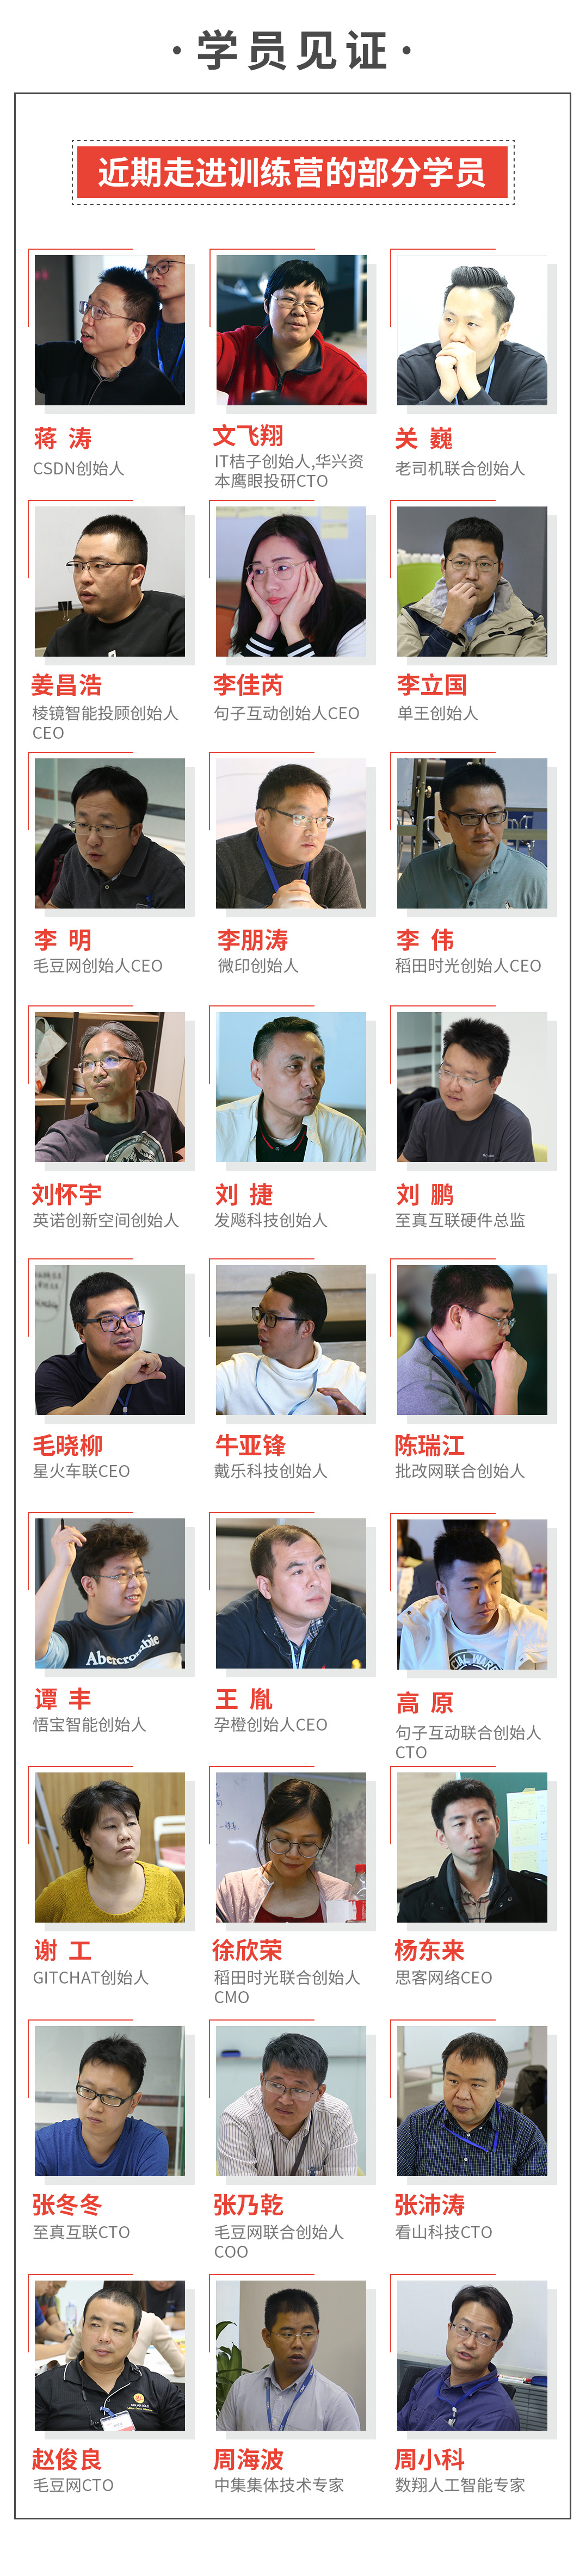 ·学员见证·
近期走进训练营的部分学员
蒋 涛
CSDN创始人
文飞翔
IT桔子创始人,华兴资
本鹰眼投研CTO
关 巍
老司机联合创始人
姜昌浩
棱镜智能投顾创始人
CEO
李佳芮
句子互动创始人CEO
李立国
单王创始人
李 明
毛豆网创始人CEO
李朋涛
微印创始人
李 伟
稻田时光创始人CEO
刘怀宇
英诺创新空间创始人
刘 捷
发飚科技创始人
刘 鹏
至真互联硬件总监
毛晓柳
星火车联CEO
牛亚锋
戴乐科技创始人
陈瑞江
批改网联合创始人
Abercrombie
谭 丰
悟宝智能创始人
王 胤
孕橙创始人CEO
高 原
句子互动联合创始人
CTO
谢 工
GITCHAT创始人
徐欣荣
稻田时光联合创始人
CMO
杨东来
思客网络CEO
张冬冬
至真互联CTO
张乃乾
毛豆网联合创始人
COO
张沛涛
看山科技CTO
赵俊良
毛豆网CTO
周海波
中集集体技术专家
周小科
数翔人工智能专家